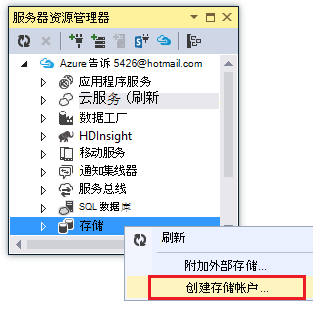 服务器资源管理器
Azure 告诉 5426@hotmail.com
应用程序服务
云服务（刷新
数据工厂
HDInsight
移动服务
通知集线器
服务总线
SQL 数据库
存储
刷新
附加外部存储...
创建存储帐户...